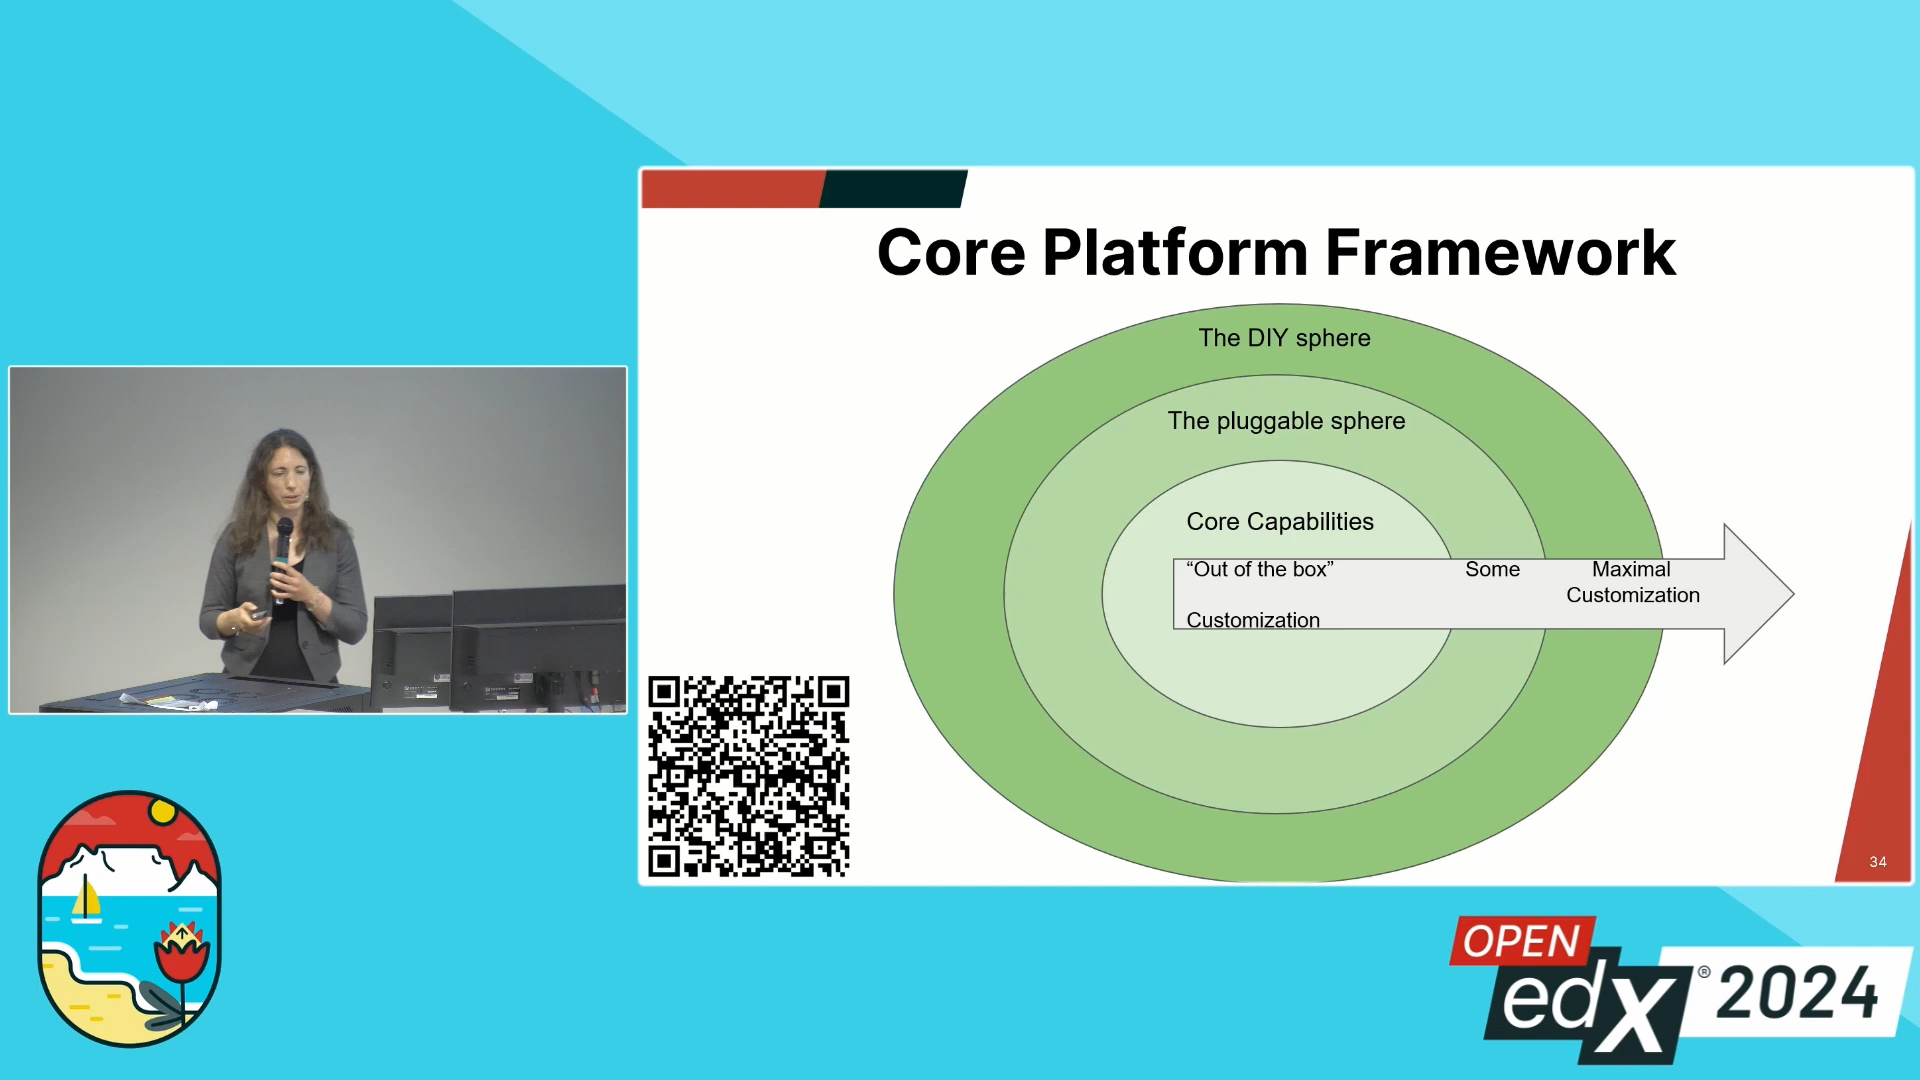 Core Platform Framework
The DIY sphere
The pluggable sphere
Core Capabilities
“Out of the box” Some Maximal
Customization
Customization
34
OPEN
edX® 2024